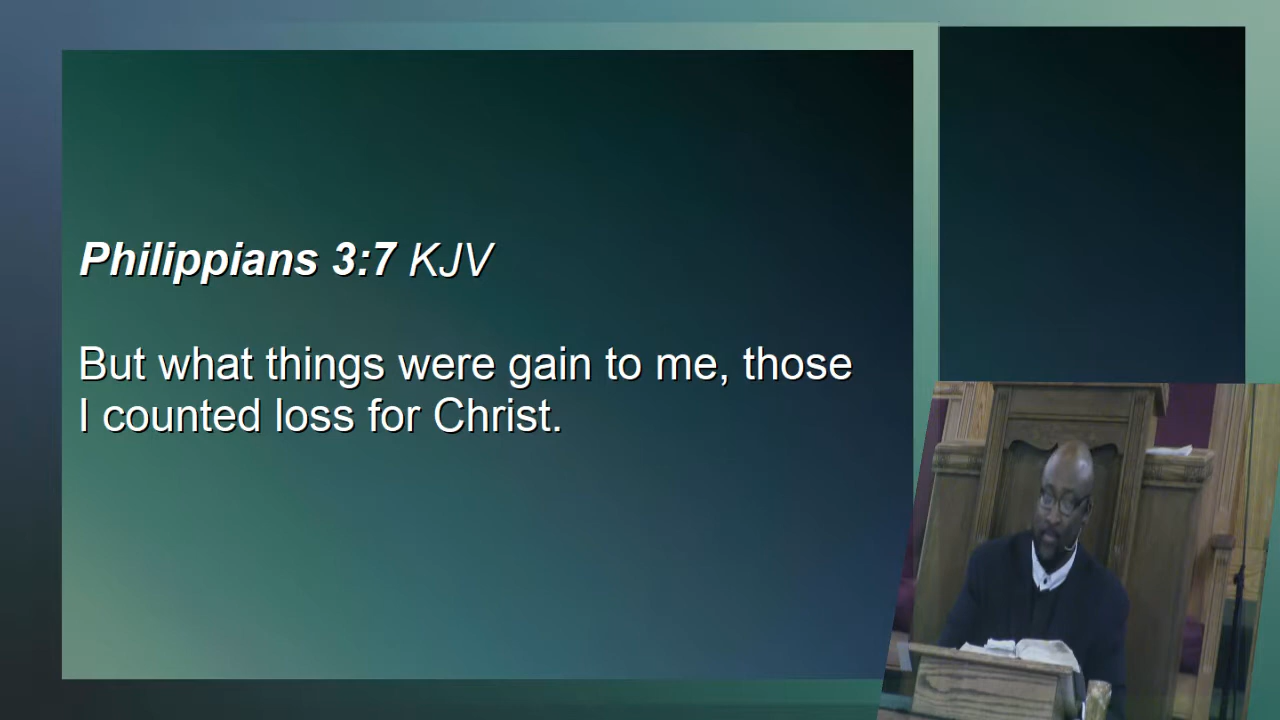 Philippians 3:7 KJV
But what things were gain to me, those
I counted loss for Christ.